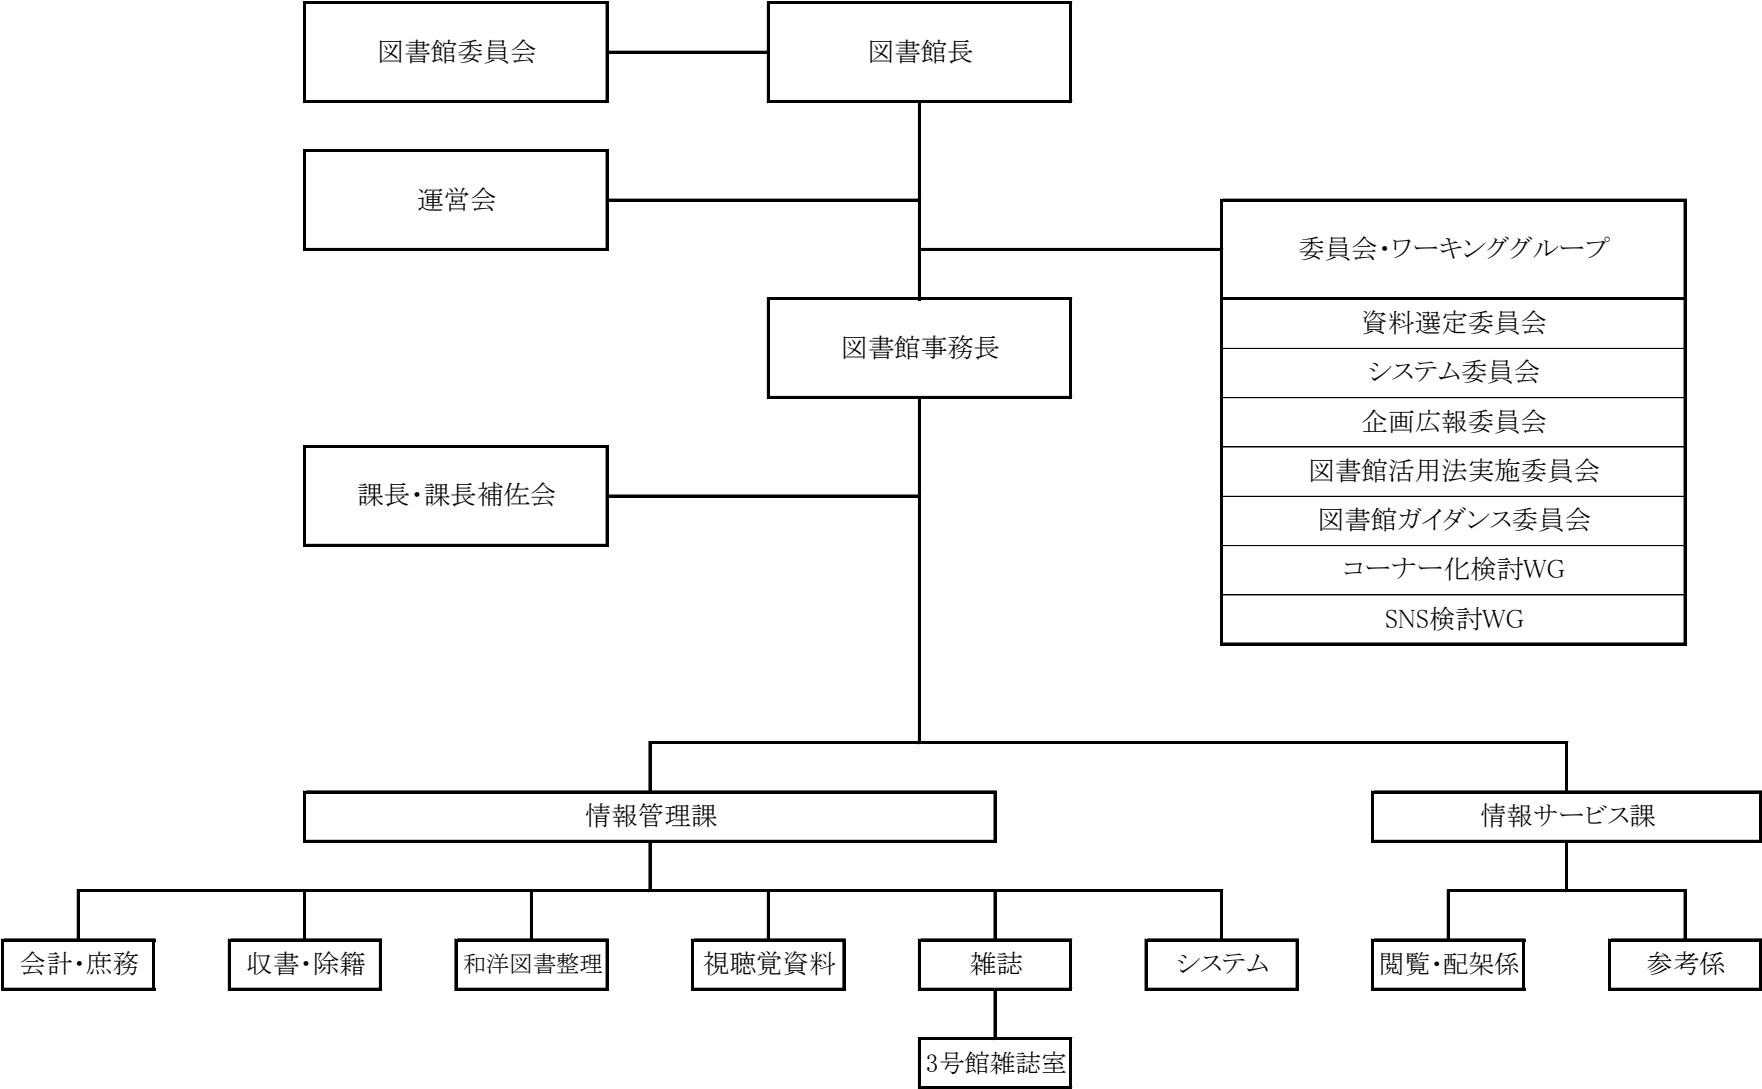 図書館委員会
図書館長
運営会
委員会・ワーキンググループ
資料選定委員会
図書館事務長
システム委員会
企画広報委員会
図書館活用法実施委員会
課長・課長補佐会
図書館ガイダンス委員会
コーナー化検討WG
SNS検討WG
情報管理課
情報サービス課
会計・庶務
収書・除籍
和洋図書整理
視聴覚資料
雑誌
システム
閲覧・配架係
参考係
3号館雑誌室